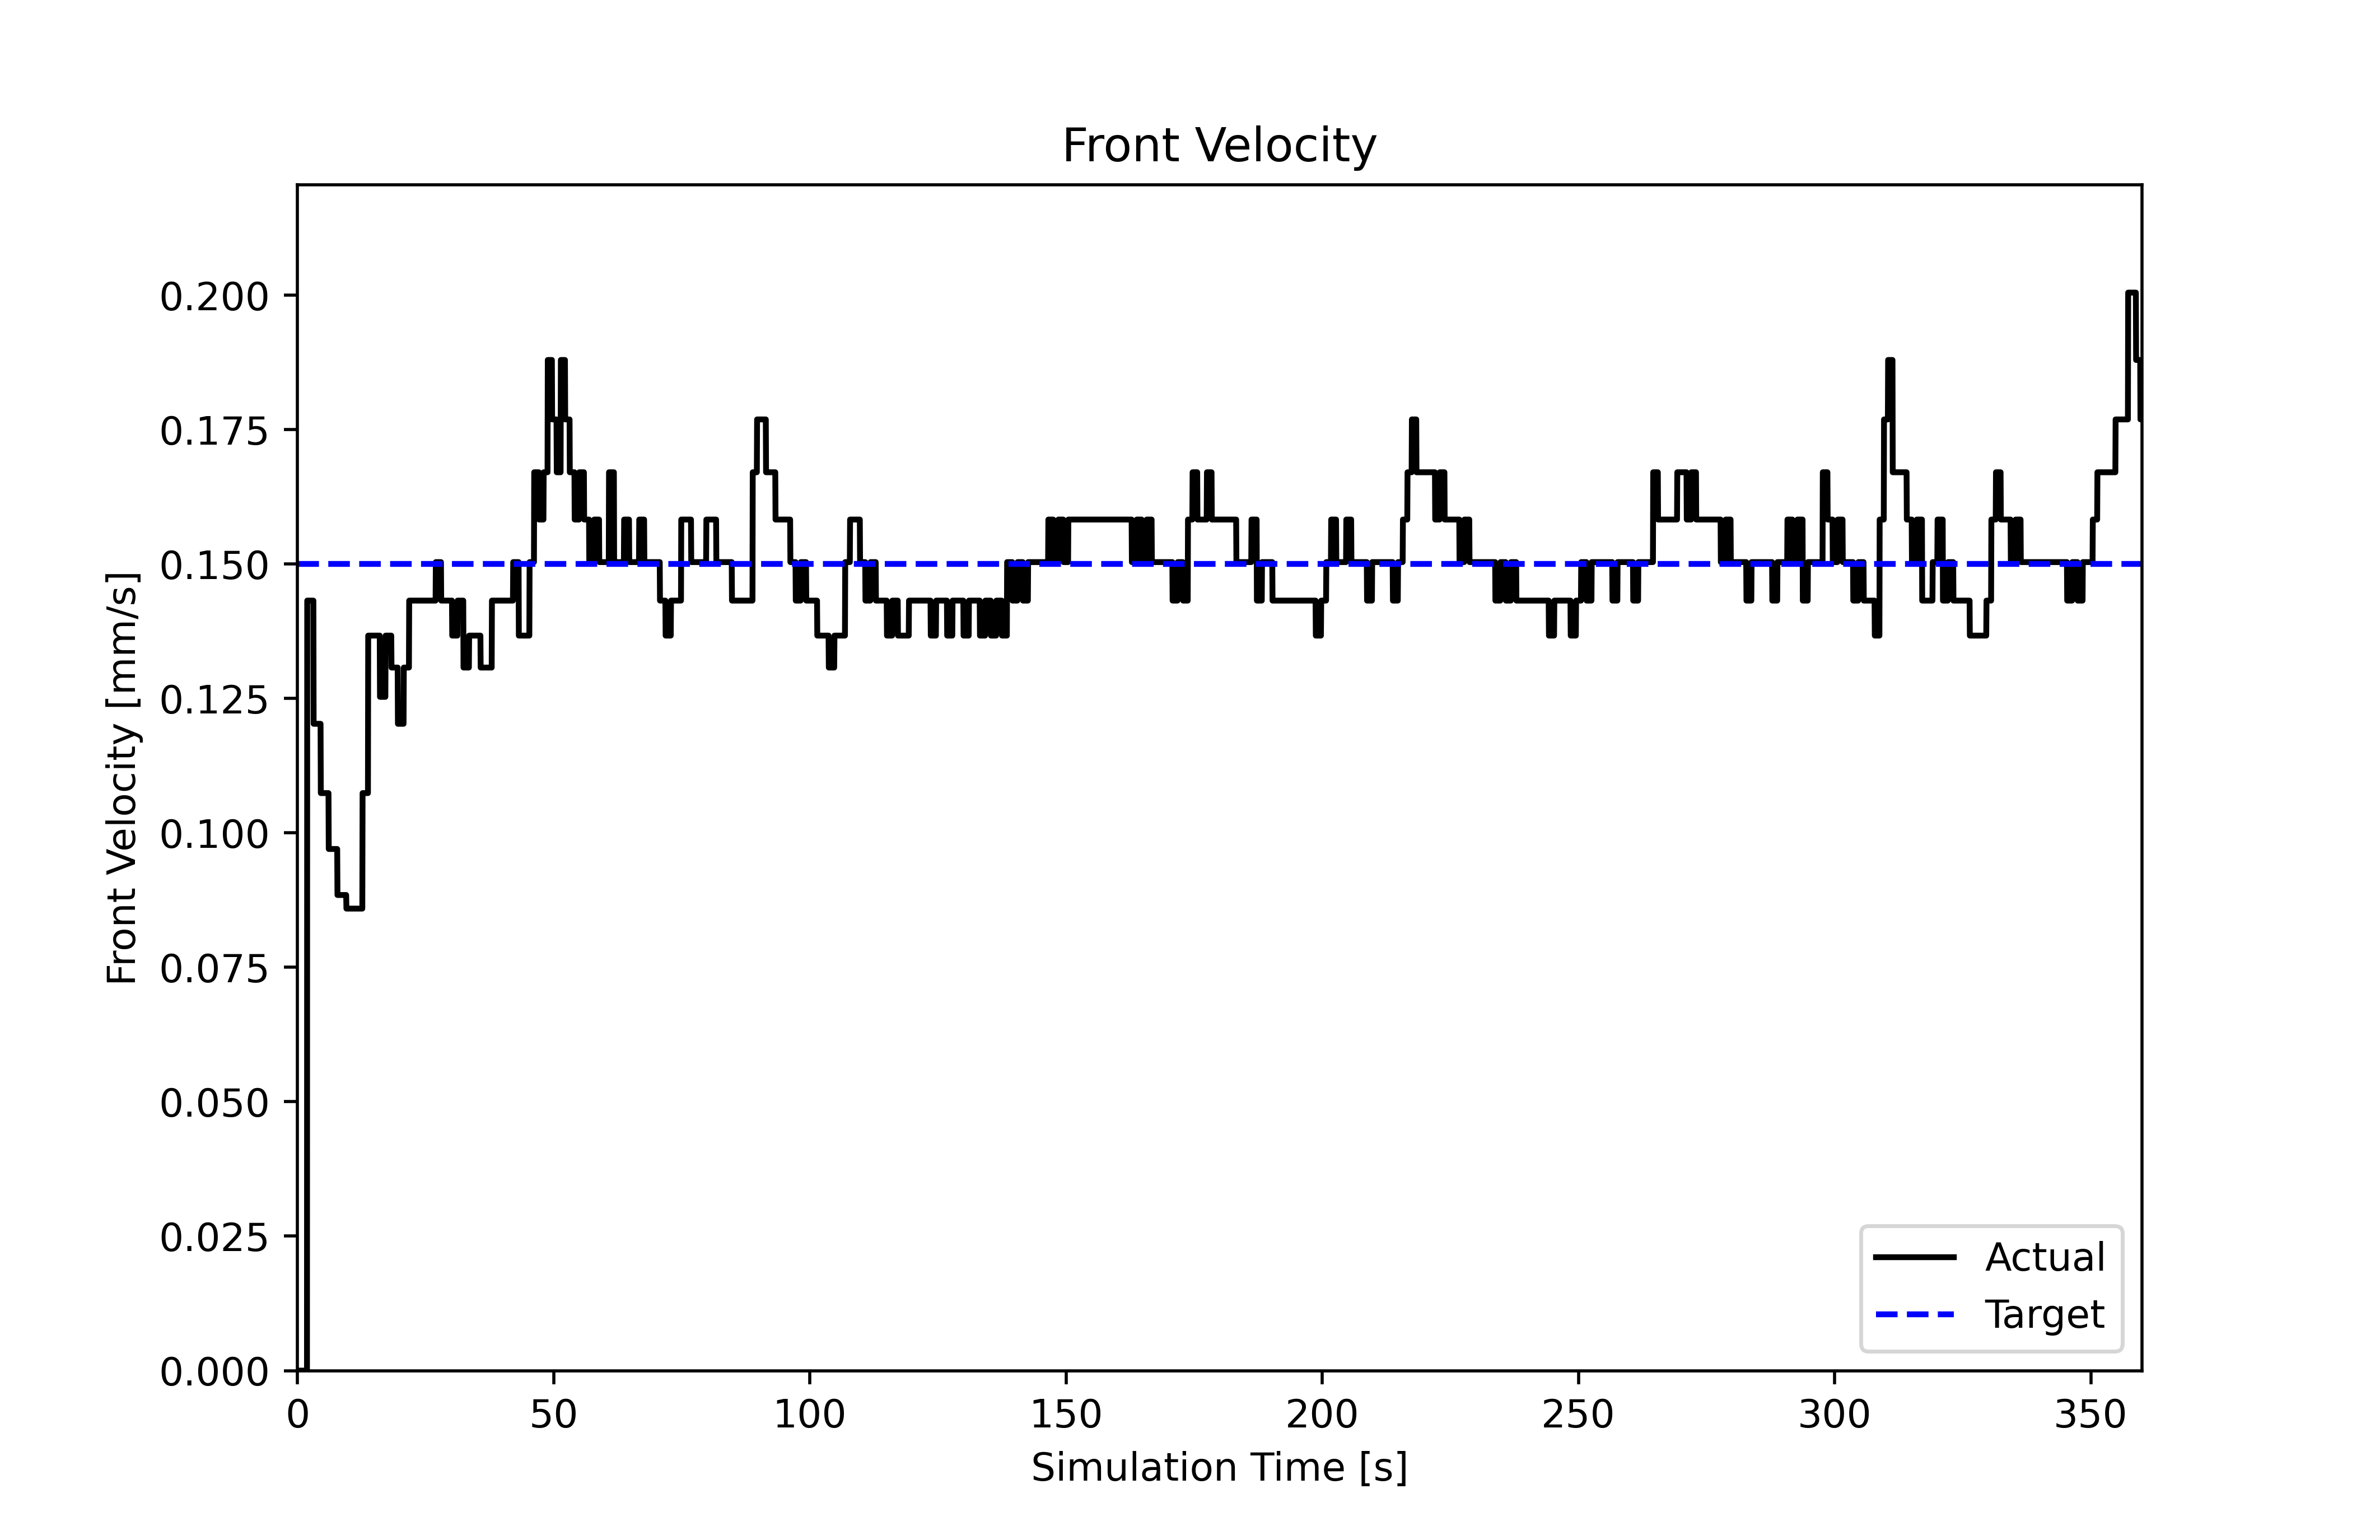 Front Velocity
Front Velocity [mm/s]
0.200
0.175
0.150
0.125
0.100
0.075
0.050
0.025
0.000
0 50 100 150 200 250 300 350
Simulation Time [s]
Actual
Target